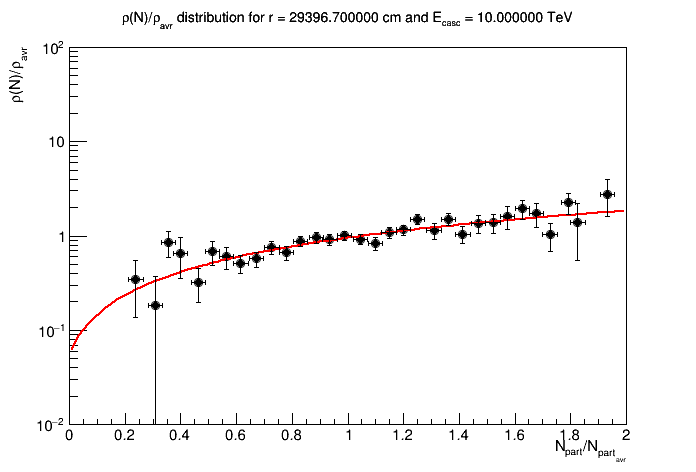 ρ(N)/ρavr distribution for r = 29396.700000 cm and Ecasc = 10.000000 TeV
ρ(N)/ρavr
10²
10
1
10⁻¹
10⁻²
0 0.2 0.4 0.6 0.8 1 1.2 1.4 1.6 1.8 2
Npart/Npartavr